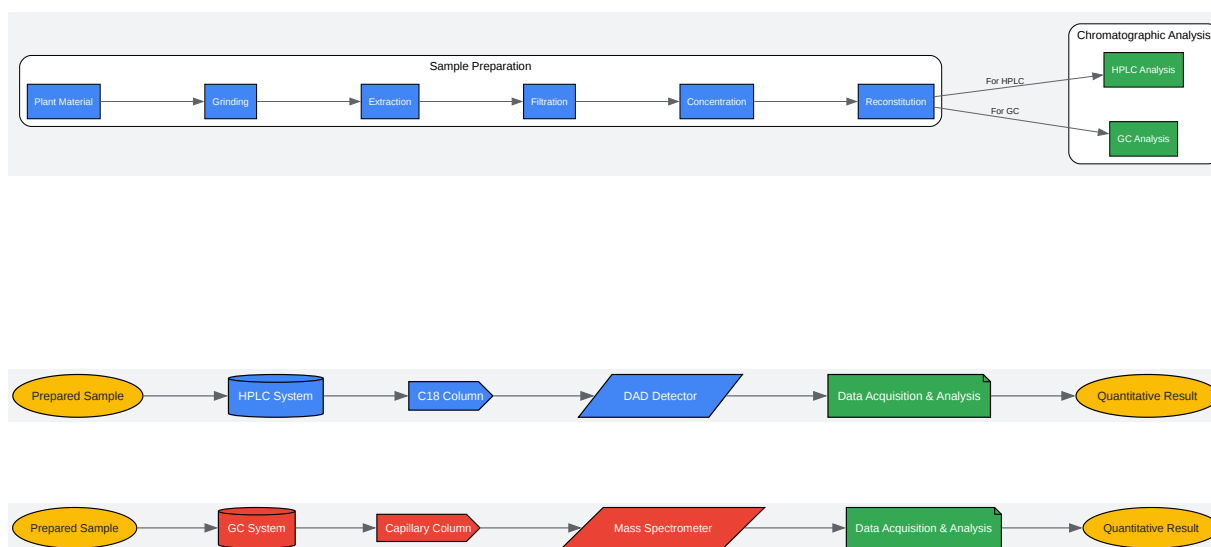 Chromatographic Analysis
Sample Preparation
Plant Material
Grinding
Extraction
Filtration
Concentration
Reconstitution
For HPLC
For GC
HPLC Analysis
GC Analysis
Prepared Sample
HPLC System
C18 Column
DAD Detector
Data Acquisition & Analysis
Quantitative Result
Prepared Sample
GC System
Capillary Column
Mass Spectrometer
Data Acquisition & Analysis
Quantitative Result